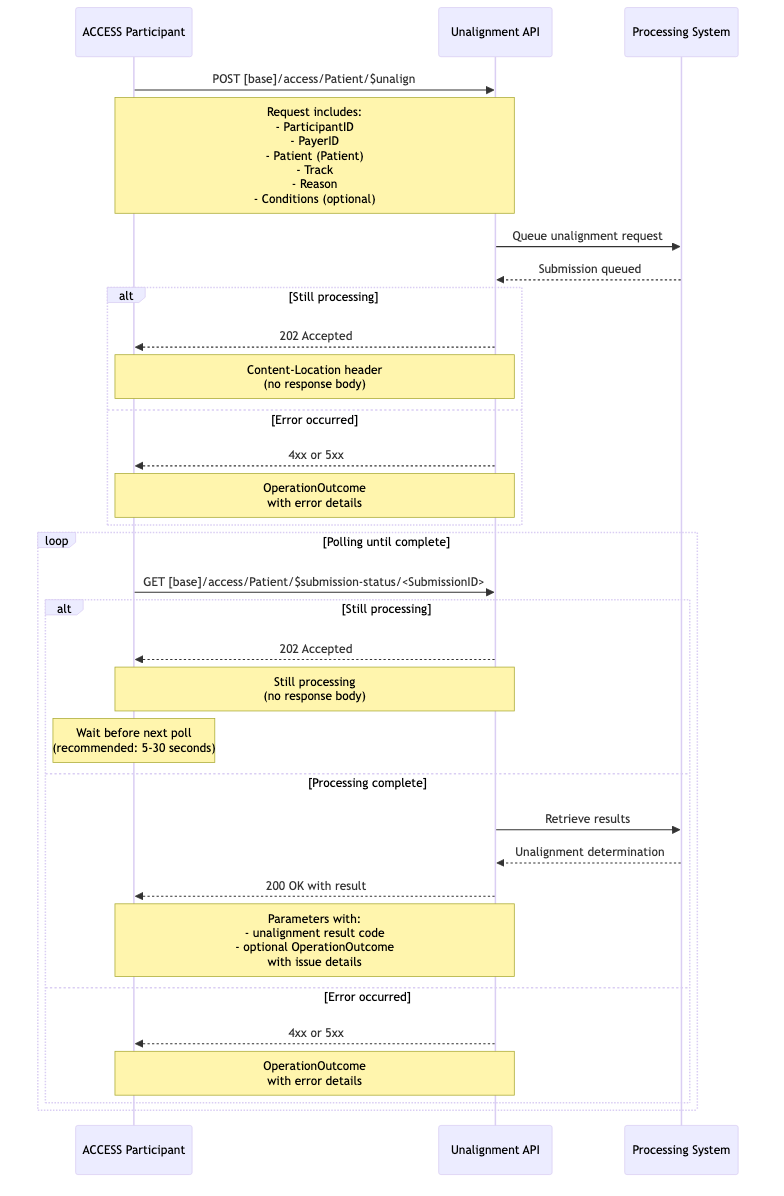 ACCESS Participant
Unalignment API
Processing System
POST [base]/access/Patient/$unalign
Request includes:
- ParticipantID
- PayerID
- Patient (Patient)
- Track
- Reason
- Conditions (optional)
Queue unalignment request
Submission queued
alt
[Still processing]
202 Accepted
Content-Location header
(no response body)
[Error occurred]
4xx or 5xx
OperationOutcome
with error details
loop
[Polling until complete]
GET [base]/access/Patient/$submission-status/<SubmissionID>
alt
[Still processing]
202 Accepted
Still processing
(no response body)
Wait before next poll
(recommended: 5-30 seconds)
[Processing complete]
Retrieve results
Unalignment determination
200 OK with result
Parameters with:
- unalignment result code
- optional OperationOutcome
with issue details
[Error occurred]
4xx or 5xx
OperationOutcome
with error details
ACCESS Participant
Unalignment API
Processing System